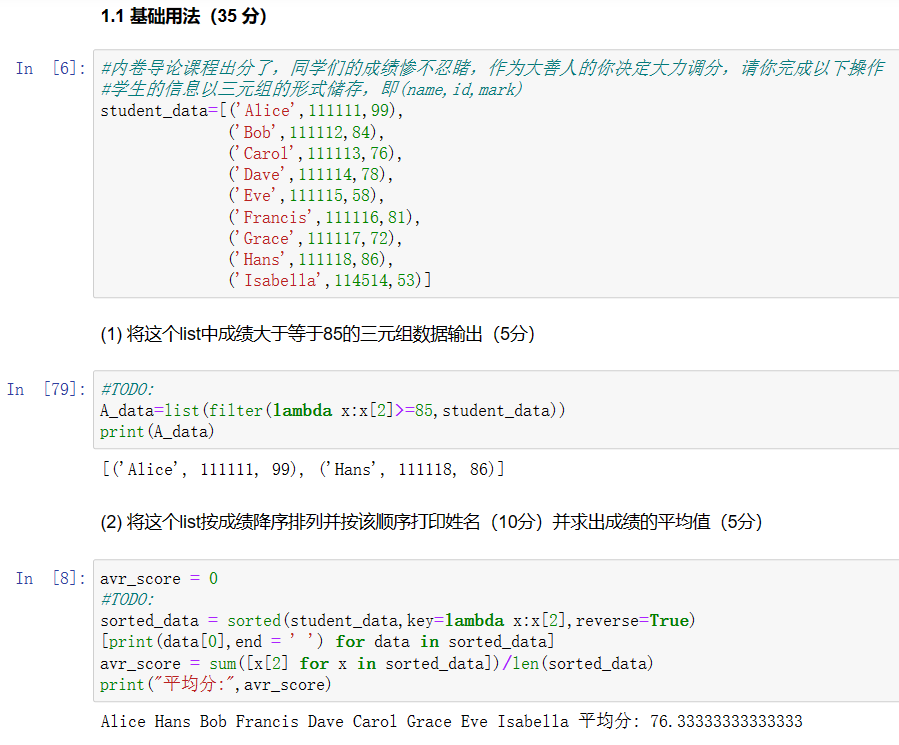 1.1 基础用法（35 分）
In [6]: #内卷导论课程出分了，同学们的成绩惨不忍睹，作为大善人的你决定大力调分，请你完成以下操作
#学生的信息以三元组的形式储存，即(name,id,mark)
student_data=[('Alice',111111,99),
('Bob',111112,84),
('Carol',111113,76),
('Dave',111114,78),
('Eve',111115,58),
('Francis',111116,81),
('Grace',111117,72),
('Hans',111118,86),
('Isabella',114514,53)]
(1) 将这个list中成绩大于等于85的三元组数据输出（5分）
In [79]: #TODO:
A_data=list(filter(lambda x:x[2]>=85,student_data))
print(A_data)
[('Alice', 111111, 99), ('Hans', 111118, 86)]
(2) 将这个list按成绩降序排列并按该顺序打印姓名（10分）并求出成绩的平均值（5分）
In [8]: avr_score = 0
#TODO:
sorted_data = sorted(student_data,key=lambda x:x[2],reverse=True)
[print(data[0],end = ' ') for data in sorted_data]
avr_score = sum([x[2] for x in sorted_data])/len(sorted_data)
print("平均分:",avr_score)
Alice Hans Bob Francis Dave Carol Grace Eve Isabella 平均分: 76.33333333333333